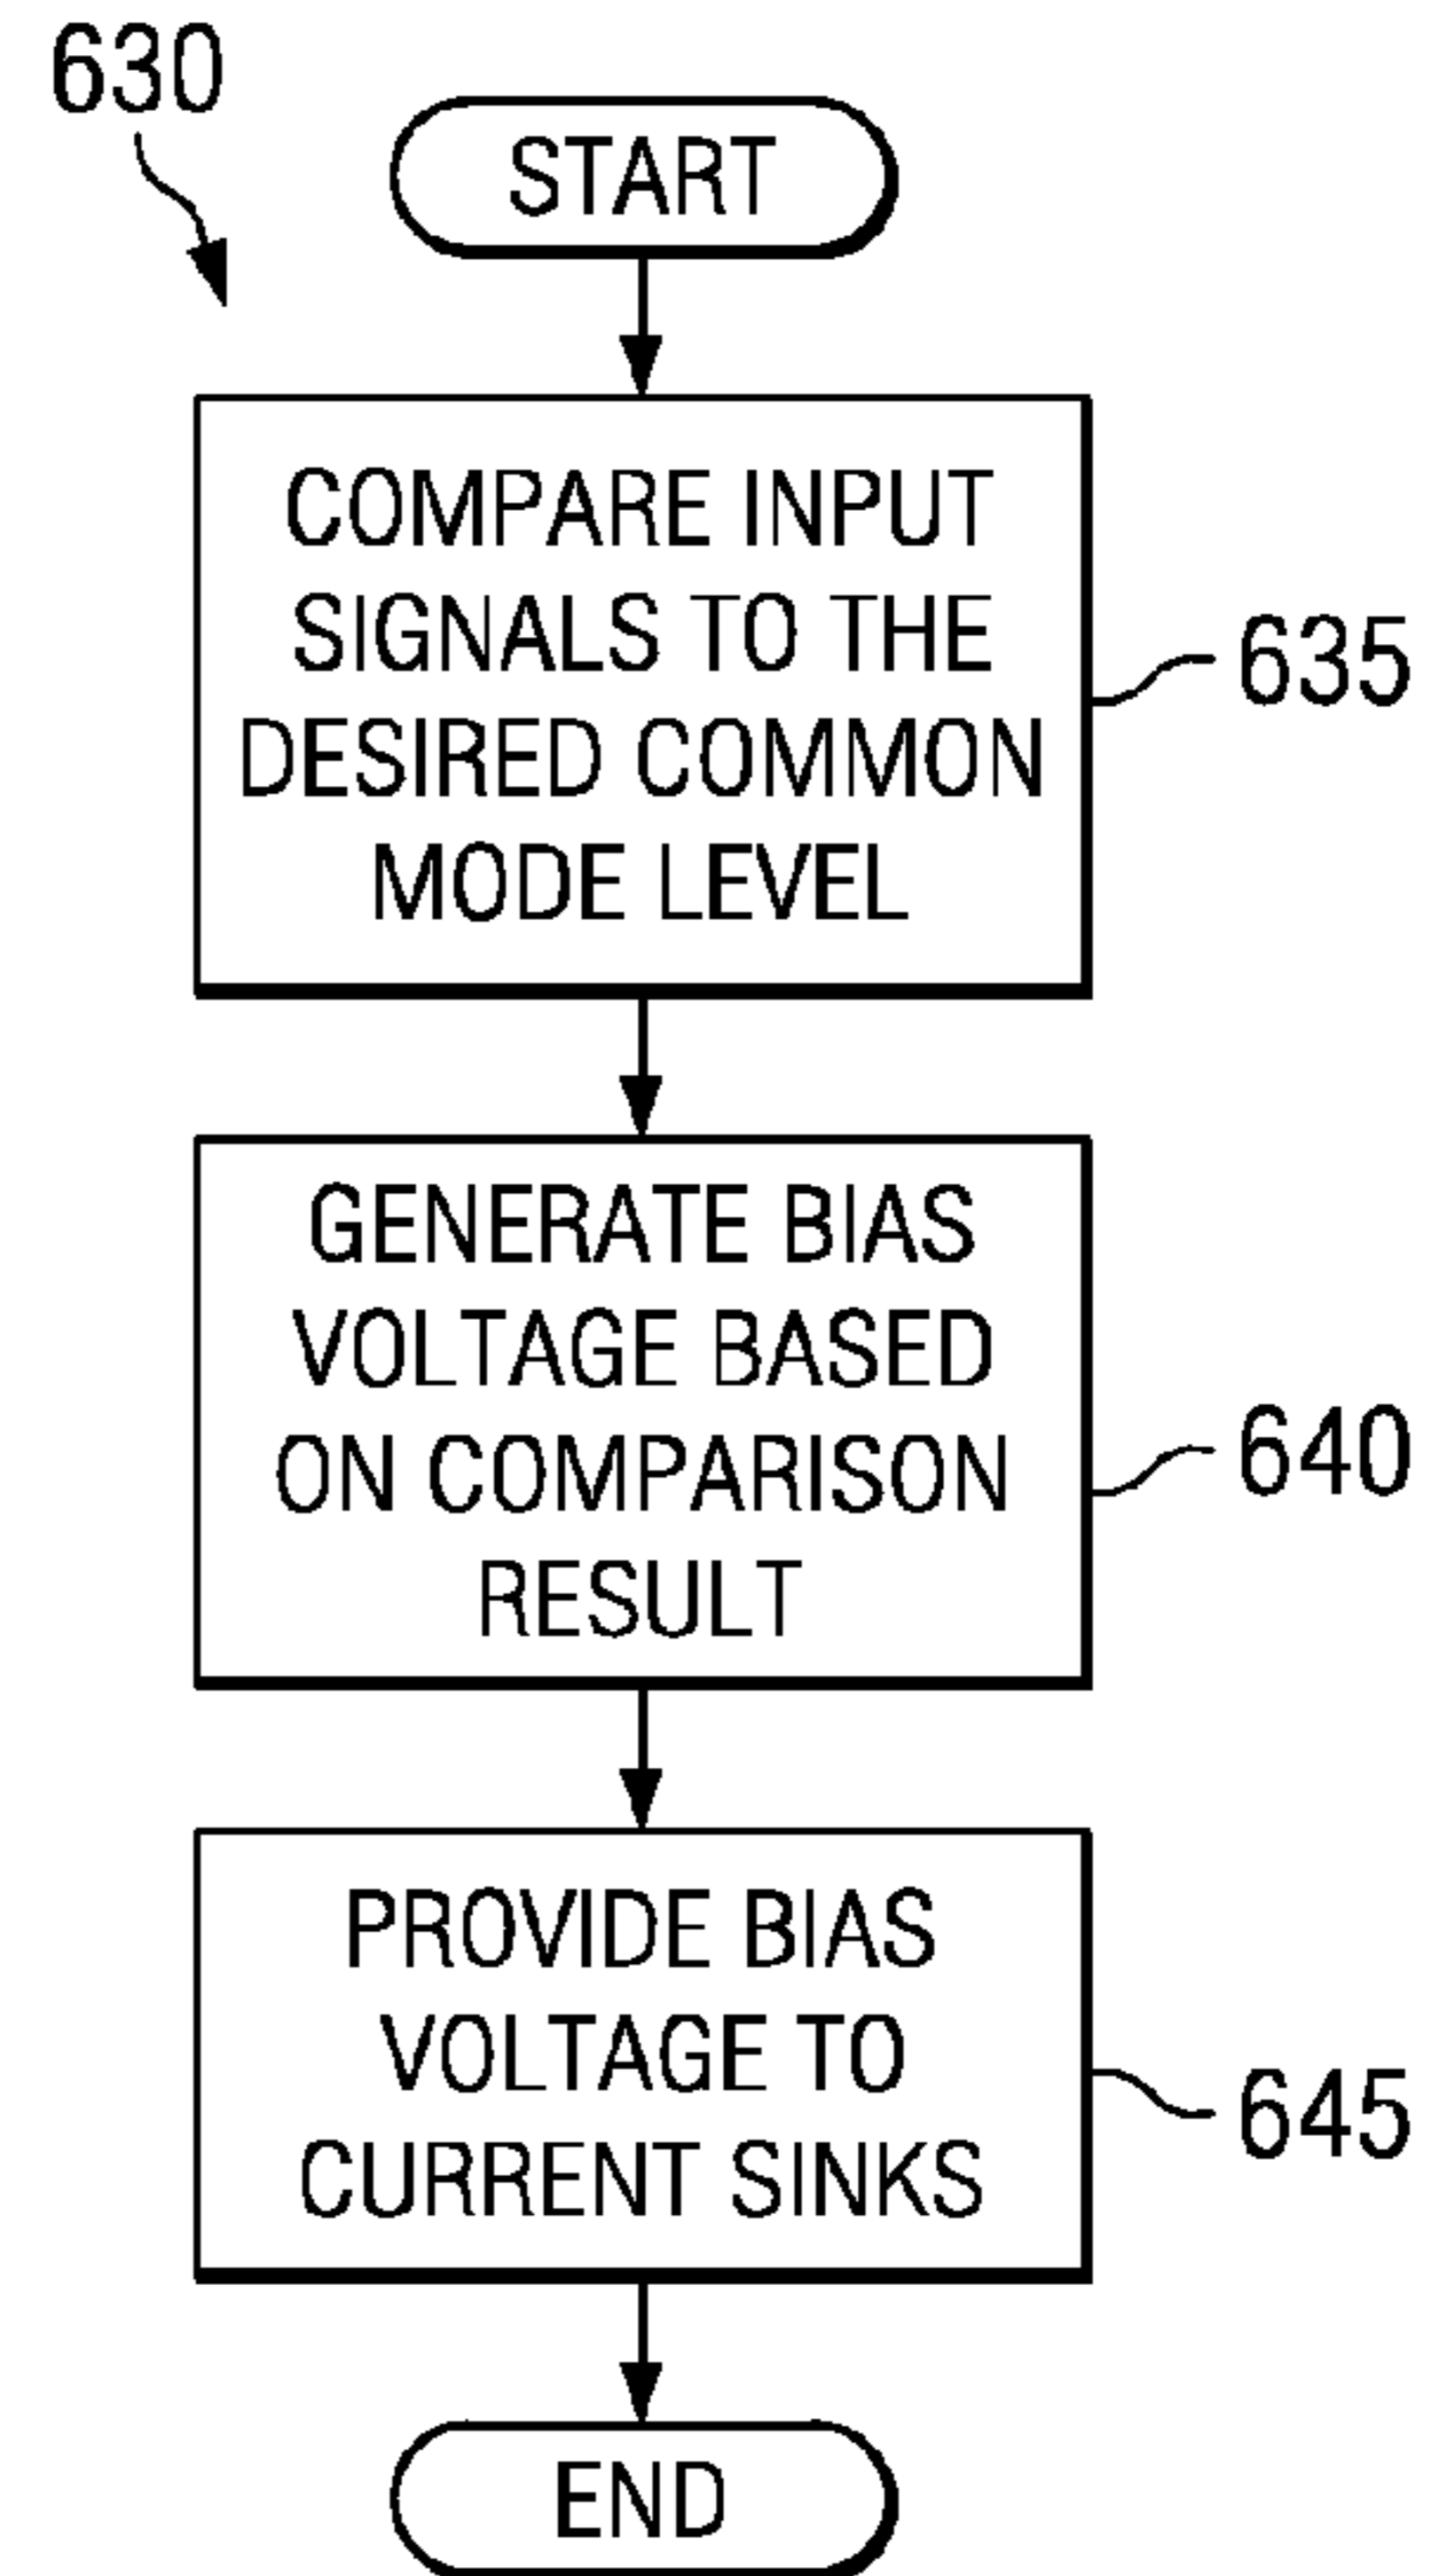 630
START
COMPARE INPUT
SIGNALS TO THE
DESIRED COMMON
MODE LEVEL
635
GENERATE BIAS
VOLTAGE BASED
ON COMPARISON
RESULT
640
PROVIDE BIAS
VOLTAGE TO
CURRENT SINKS
645
END